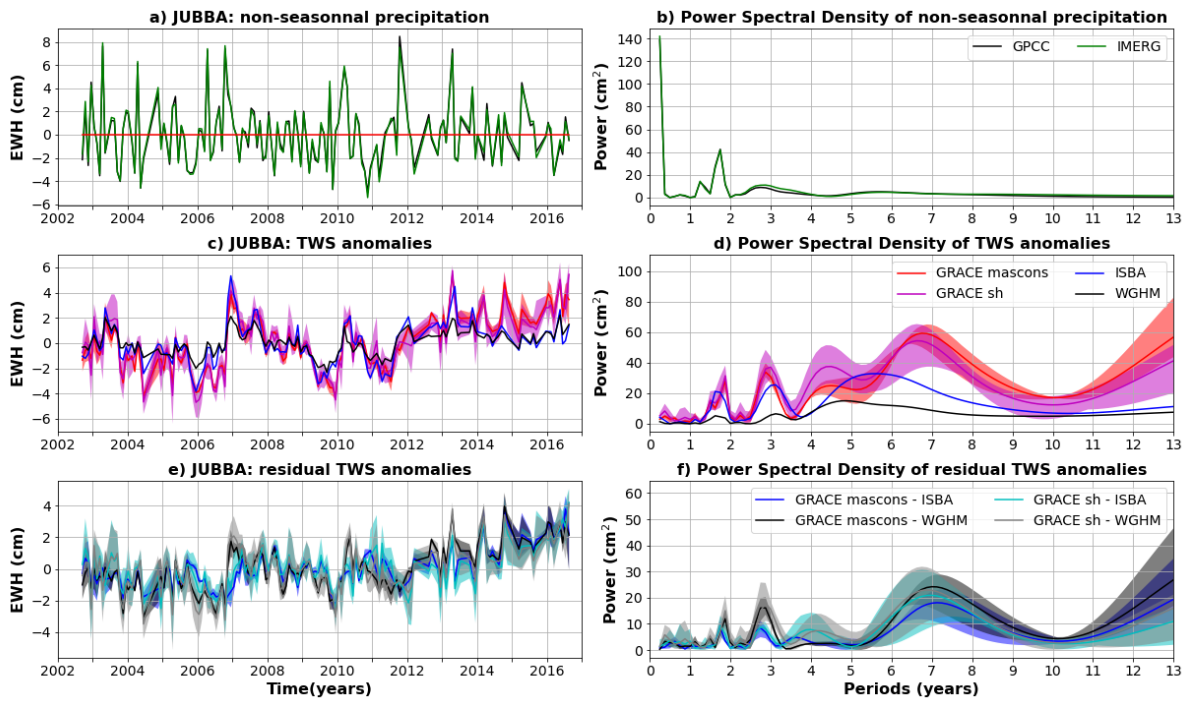 a) JUBBA: non-seasonnal precipitation
EWH (cm)
8
6
4
2
0
−2
−4
−6
2002 2004 2006 2008 2010 2012 2014 2016
b) Power Spectral Density of non-seasonnal precipitation
Power (cm²)
140
120
100
80
60
40
20
0
GPCC IMERG
0 1 2 3 4 5 6 7 8 9 10 11 12 13
c) JUBBA: TWS anomalies
EWH (cm)
6
4
2
0
−2
−4
−6
2002 2004 2006 2008 2010 2012 2014 2016
d) Power Spectral Density of TWS anomalies
Power (cm²)
100
80
60
40
20
0
GRACE mascons ISBA
GRACE sh WGHM
0 1 2 3 4 5 6 7 8 9 10 11 12 13
e) JUBBA: residual TWS anomalies
EWH (cm)
4
2
0
−2
−4
2002 2004 2006 2008 2010 2012 2014 2016
Time(years)
f) Power Spectral Density of residual TWS anomalies
Power (cm²)
60
50
40
30
20
10
0
GRACE mascons - ISBA GRACE sh - ISBA
GRACE mascons - WGHM GRACE sh - WGHM
0 1 2 3 4 5 6 7 8 9 10 11 12 13
Periods (years)